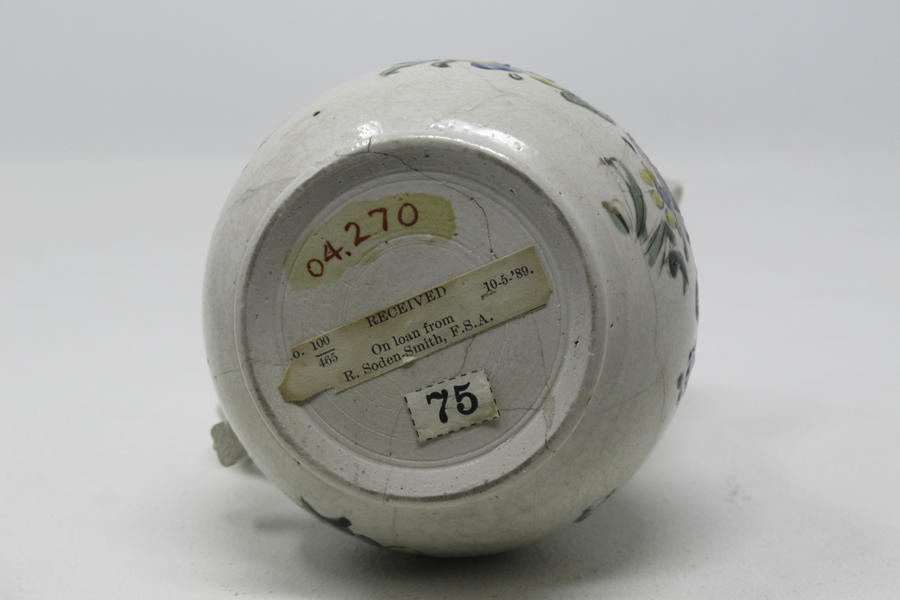 04.270
RECEIVED 10-5-'89.
o. 100/465
On loan from
R. Soden-Smith, F.S.A.
75